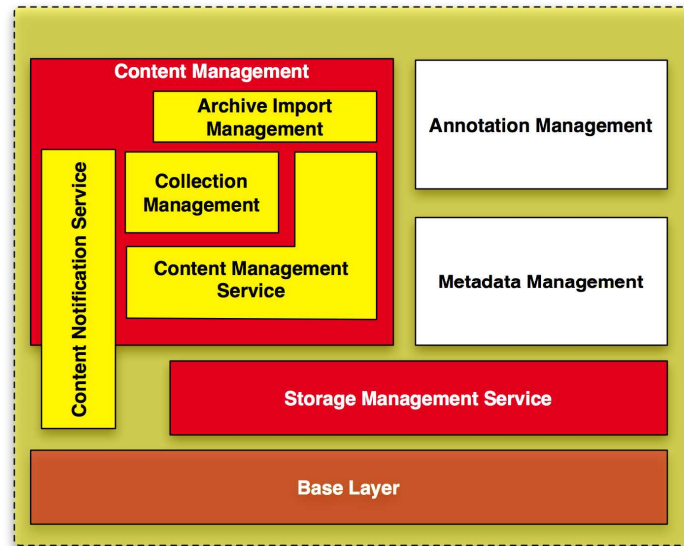 Content Management
Archive Import
Management
Collection
Management
Content Management
Service
Content Notification Service
Annotation Management
Metadata Management
Storage Management Service
Base Layer